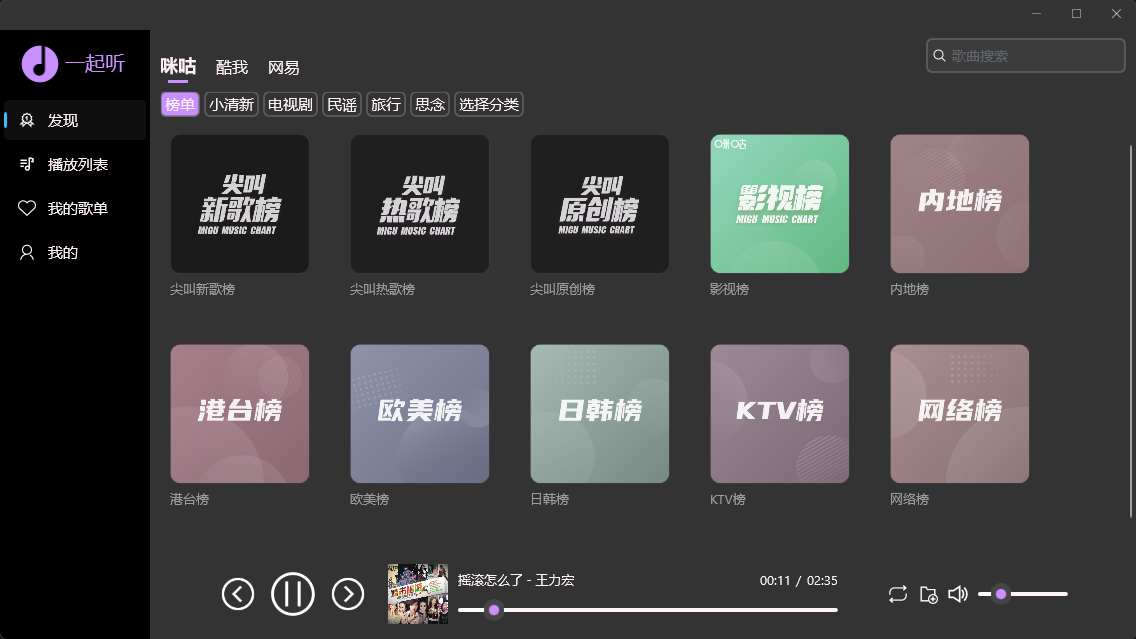 一起听
发现
播放列表
我的歌单
我的
咪咕 酷我 网易
歌曲搜索
榜单 小清新 电视剧 民谣 旅行 思念 选择分类
尖叫
新歌榜
MIGU MUSIC CHART
尖叫新歌榜
尖叫
热歌榜
MIGU MUSIC CHART
尖叫热歌榜
尖叫
原创榜
MIGU MUSIC CHART
尖叫原创榜
咪咕
影视榜
MIGU MUSIC CHART
影视榜
内地榜
内地榜
港台榜
港台榜
欧美榜
欧美榜
日韩榜
日韩榜
KTV榜
KTV榜
网络榜
网络榜
摇滚怎么了 - 王力宏
00:11 / 02:35